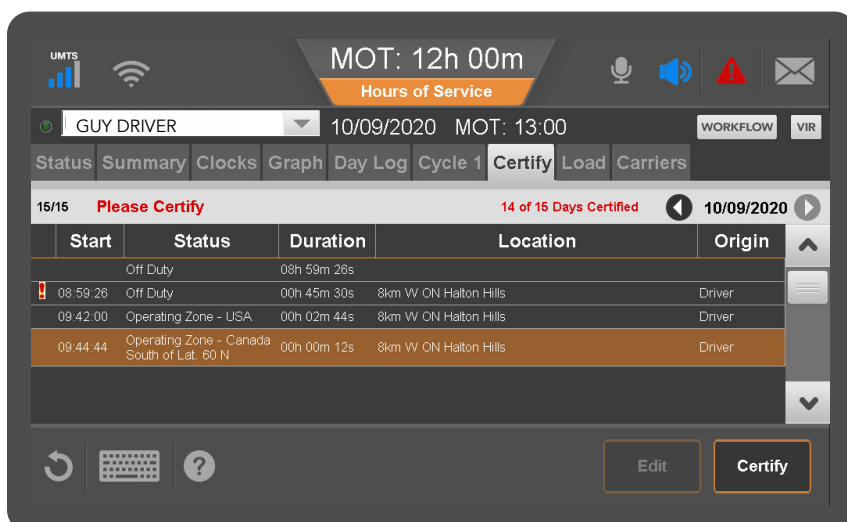 UMTS
MOT: 12h 00m
Hours of Service
GUY DRIVER
10/09/2020 MOT: 13:00
WORKFLOW
VIR
Status Summary Clocks Graph Day Log Cycle 1 Certify Load Carriers
15/15 Please Certify 14 of 15 Days Certified 10/09/2020
Start Status Duration Location Origin
Off Duty 08h 59m 26s
! 08:59:26 Off Duty 00h 45m 30s 8km W ON Halton Hills Driver
09:42:00 Operating Zone - USA 00h 02m 44s 8km W ON Halton Hills Driver
09:44:44 Operating Zone - Canada South of Lat. 60 N 00h 00m 12s 8km W ON Halton Hills Driver
?
Edit
Certify